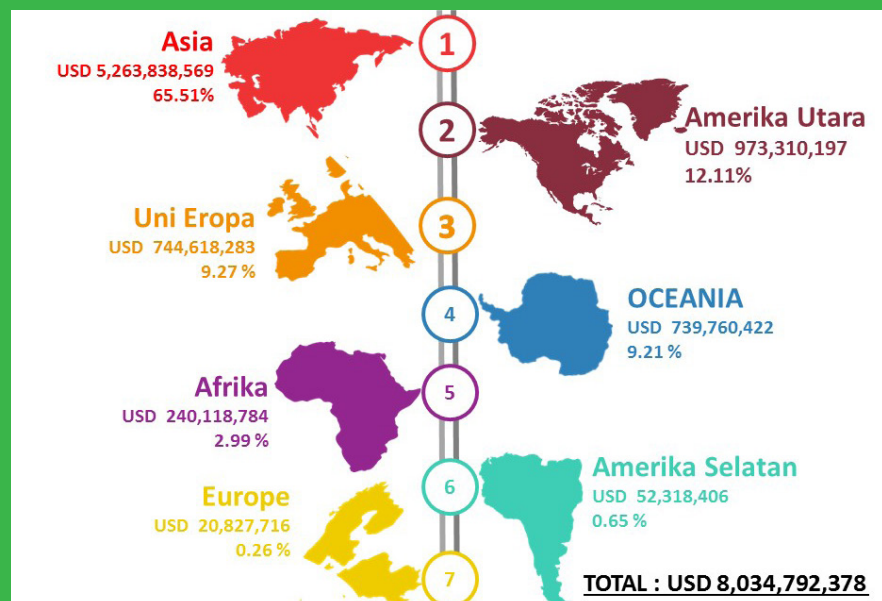 Asia
USD 5,263,838,569
65.51%
1
2
Amerika Utara
USD 973,310,197
12.11%
Uni Eropa
USD 744,618,283
9.27 %
3
4
OCEANIA
USD 739,760,422
9.21 %
Afrika
USD 240,118,784
2.99 %
5
6
Amerika Selatan
USD 52,318,406
0.65 %
Europe
USD 20,827,716
0.26 %
7
TOTAL : USD 8,034,792,378